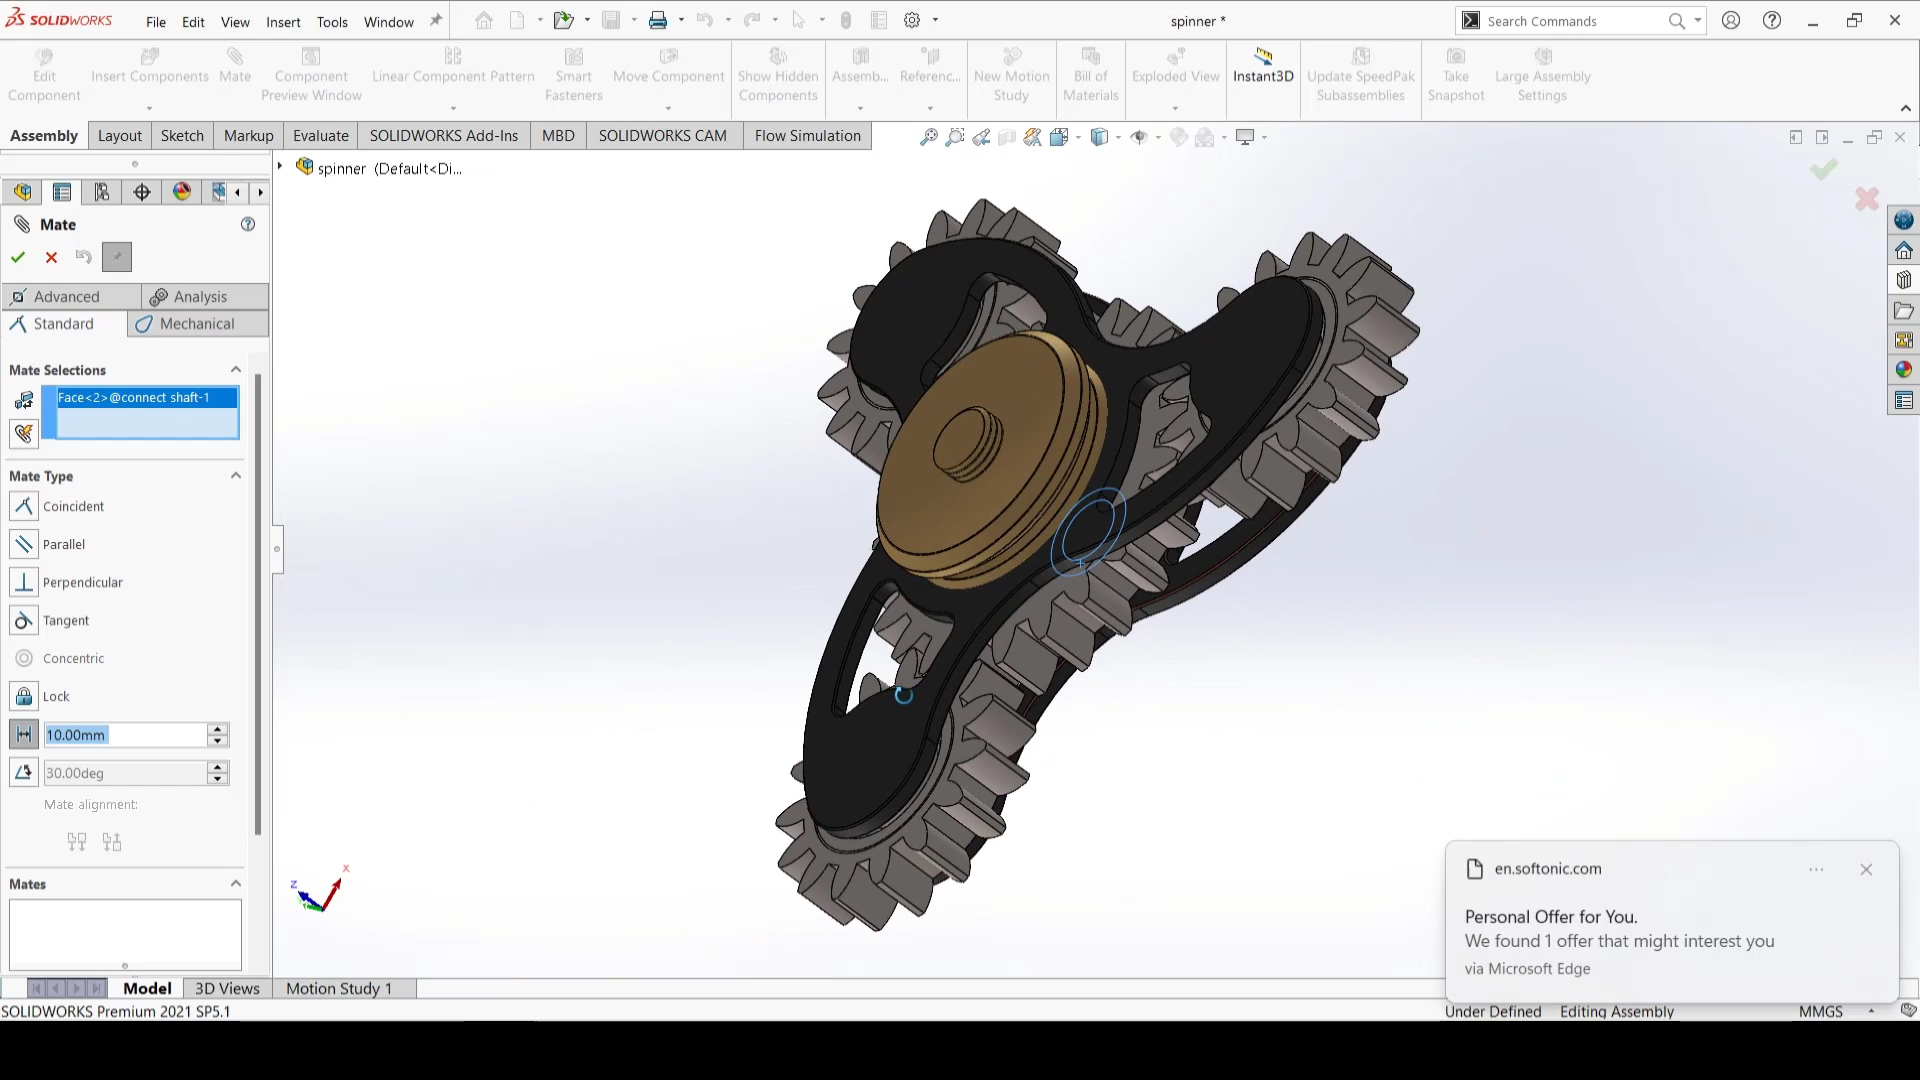 SOLIDWORKS
File Edit View Insert Tools Window
spinner *
Search Commands
Edit Component
Insert Components
Mate
Component Preview Window
Linear Component Pattern
Smart Fasteners
Move Component
Show Hidden Components
Assemb...
Referenc...
New Motion Study
Bill of Materials
Exploded View
Instant3D
Update SpeedPak Subassemblies
Take Snapshot
Large Assembly Settings
Assembly Layout Sketch Markup Evaluate SOLIDWORKS Add-Ins MBD SOLIDWORKS CAM Flow Simulation
spinner (Default<Di...
Mate
Advanced Analysis
Standard Mechanical
Mate Selections
Face<2>@connect shaft-1
Mate Type
Coincident
Parallel
Perpendicular
Tangent
Concentric
Lock
10.00mm
30.00deg
Mate alignment:
Mates
z
x
en.softonic.com
Personal Offer for You.
We found 1 offer that might interest you
via Microsoft Edge
Model 3D Views Motion Study 1
SOLIDWORKS Premium 2021 SP5.1
Under Defined Editing Assembly MMGS